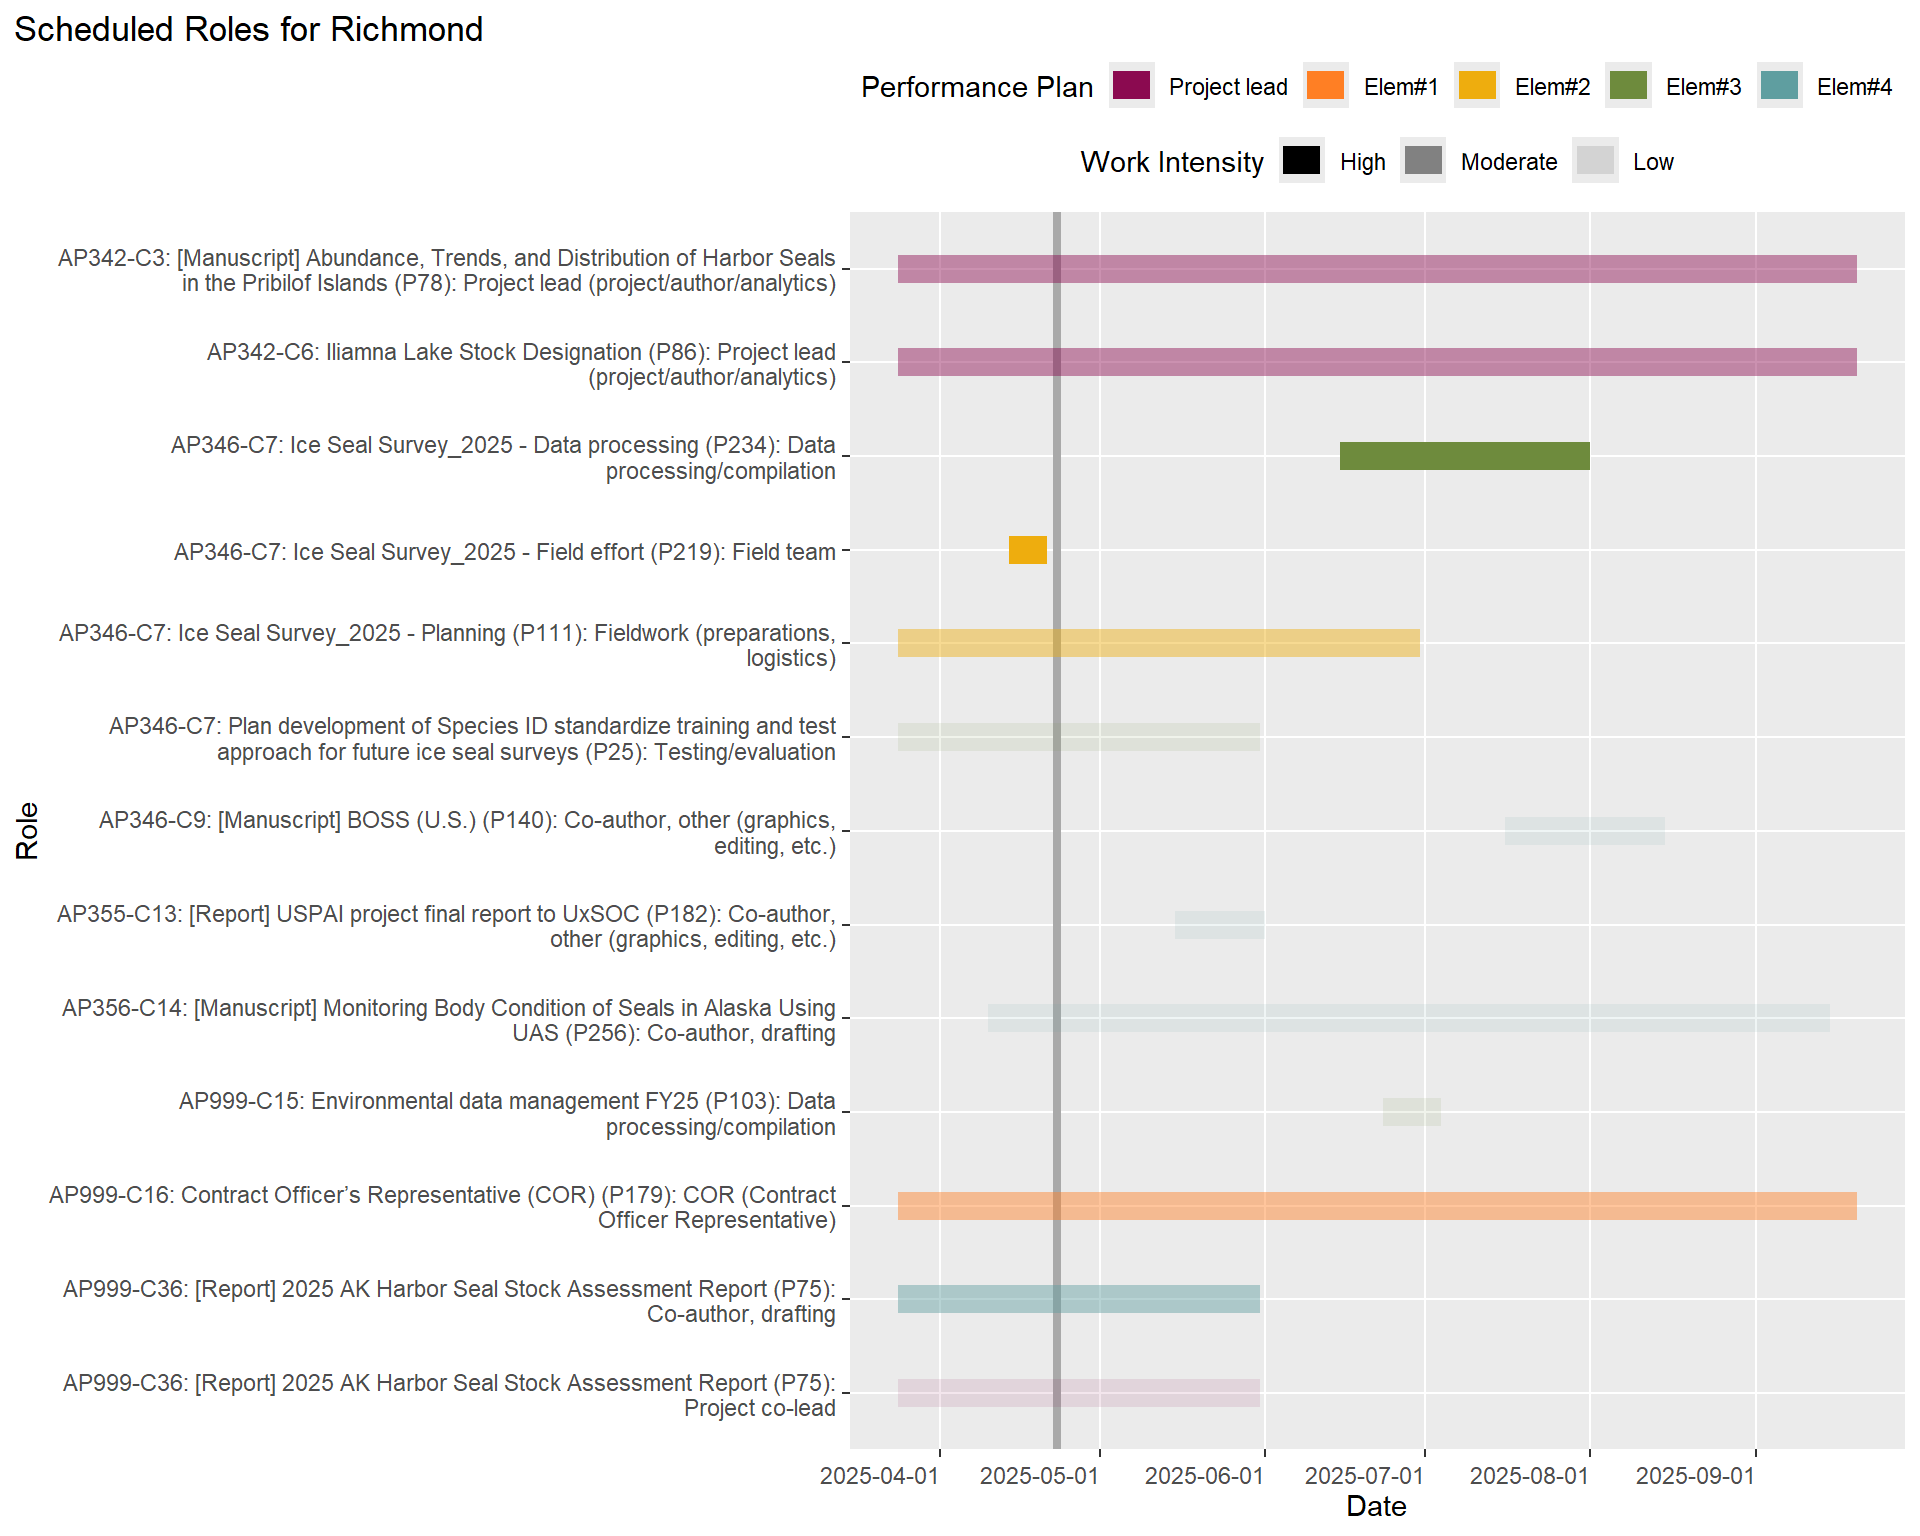 Scheduled Roles for Richmond
Performance Plan Project lead Elem#1 Elem#2 Elem#3 Elem#4
Work Intensity High Moderate Low
AP342-C3: [Manuscript] Abundance, Trends, and Distribution of Harbor Seals
in the Pribilof Islands (P78): Project lead (project/author/analytics)
AP342-C6: Iliamna Lake Stock Designation (P86): Project lead
(project/author/analytics)
AP346-C7: Ice Seal Survey_2025 - Data processing (P234): Data
processing/compilation
AP346-C7: Ice Seal Survey_2025 - Field effort (P219): Field team
AP346-C7: Ice Seal Survey_2025 - Planning (P111): Fieldwork (preparations,
logistics)
AP346-C7: Plan development of Species ID standardize training and test
approach for future ice seal surveys (P25): Testing/evaluation
AP346-C9: [Manuscript] BOSS (U.S.) (P140): Co-author, other (graphics,
editing, etc.)
AP355-C13: [Report] USPAI project final report to UxSOC (P182): Co-author,
other (graphics, editing, etc.)
AP356-C14: [Manuscript] Monitoring Body Condition of Seals in Alaska Using
UAS (P256): Co-author, drafting
AP999-C15: Environmental data management FY25 (P103): Data
processing/compilation
AP999-C16: Contract Officer’s Representative (COR) (P179): COR (Contract
Officer Representative)
AP999-C36: [Report] 2025 AK Harbor Seal Stock Assessment Report (P75):
Co-author, drafting
AP999-C36: [Report] 2025 AK Harbor Seal Stock Assessment Report (P75):
Project co-lead
Role
2025-04-01 2025-05-01 2025-06-01 2025-07-01 2025-08-01 2025-09-01
Date